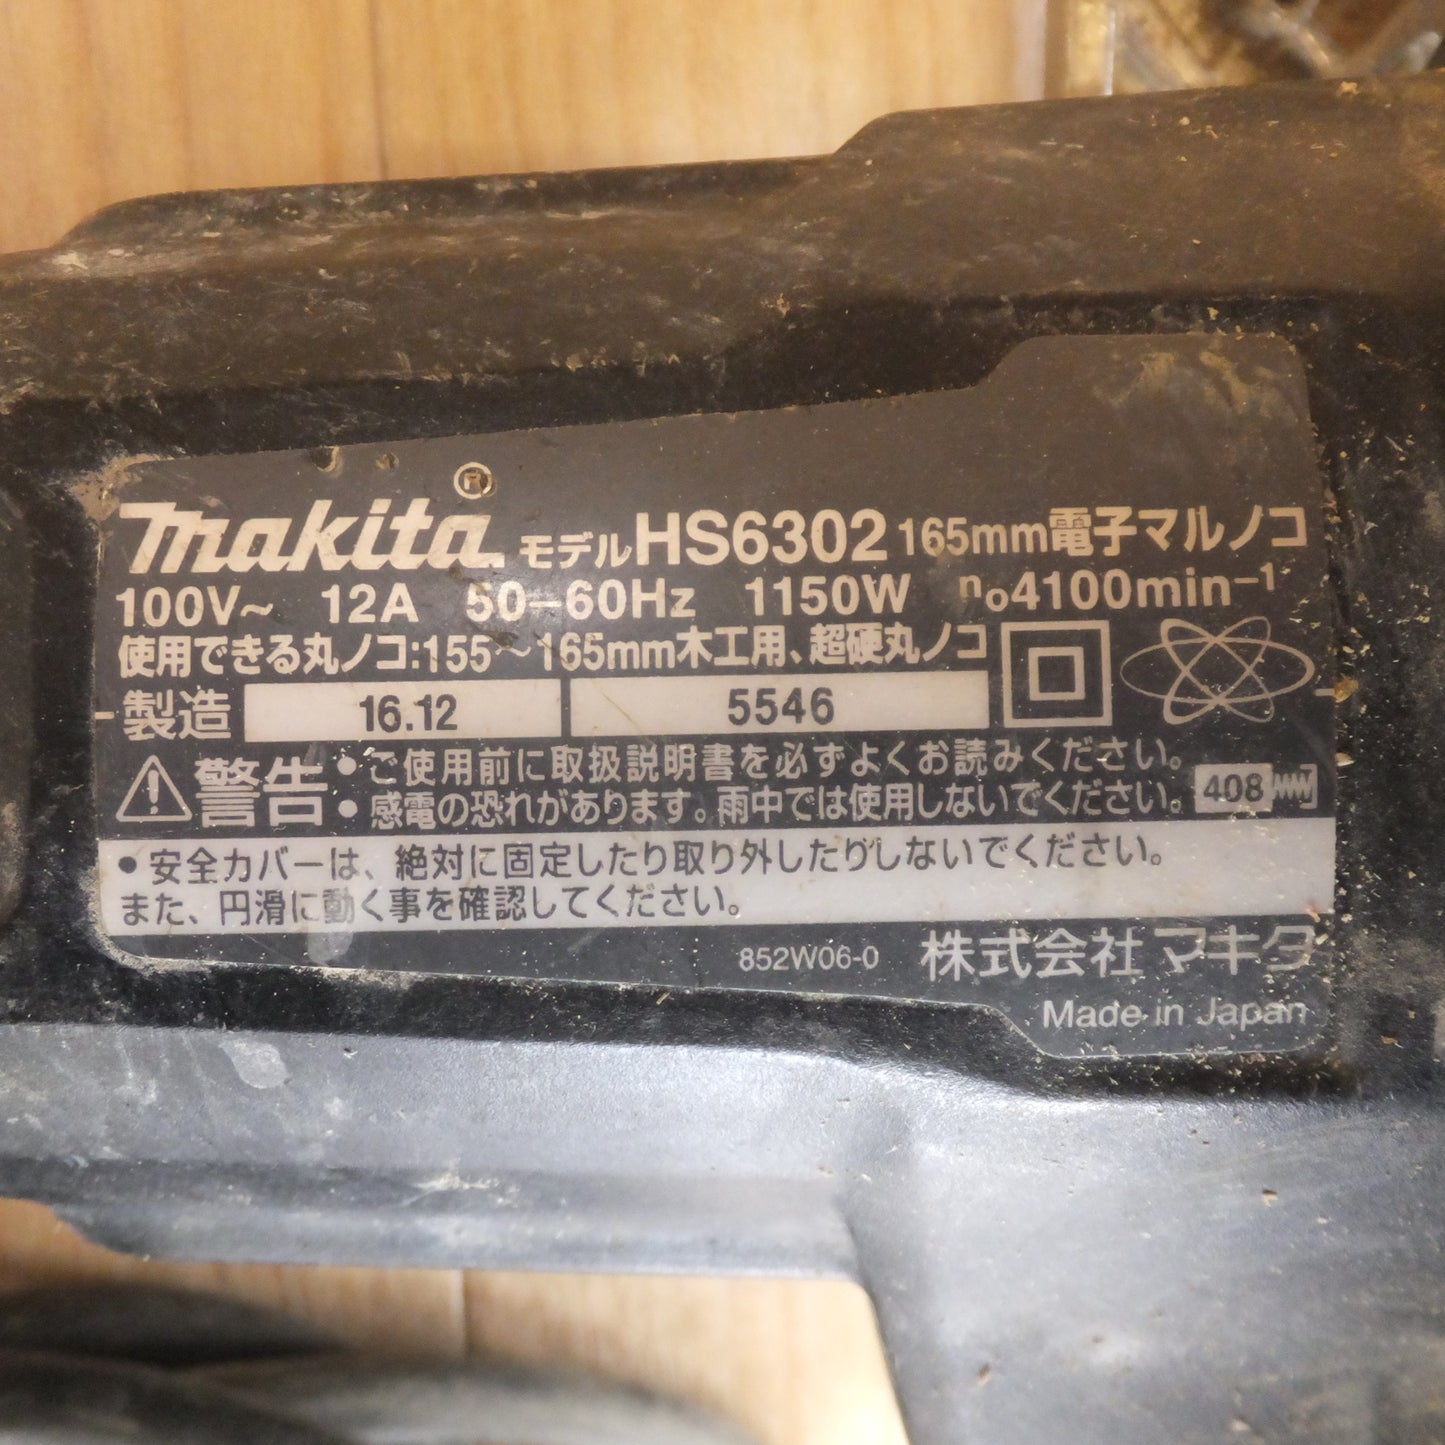 makita® モデルHS6302 165mm電子マルノコ
100V～ 12A 50-60Hz 1150W no4100min-1
使用できる丸ノコ:155～165mm木工用、超硬丸ノコ
製造 16.12 5546
警告 • ご使用前に取扱説明書を必ずよくお読みください。
• 感電の恐れがあります。雨中では使用しないでください。 408
• 安全カバーは、絶対に固定したり取り外したりしないでください。
また、円滑に動く事を確認してください。
852W06-0 株式会社マキタ
Made in Japan